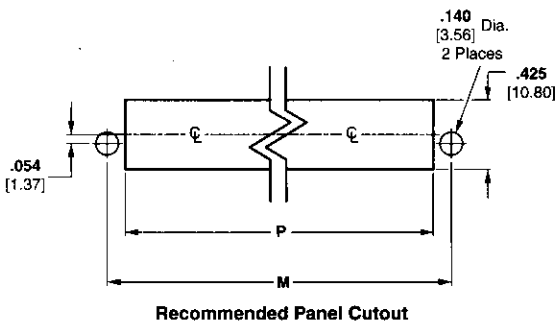 .140
[3.56] Dia.
2 Places
.425
[10.80]
℄ ℄
.054
[1.37]
P
M
Recommended Panel Cutout